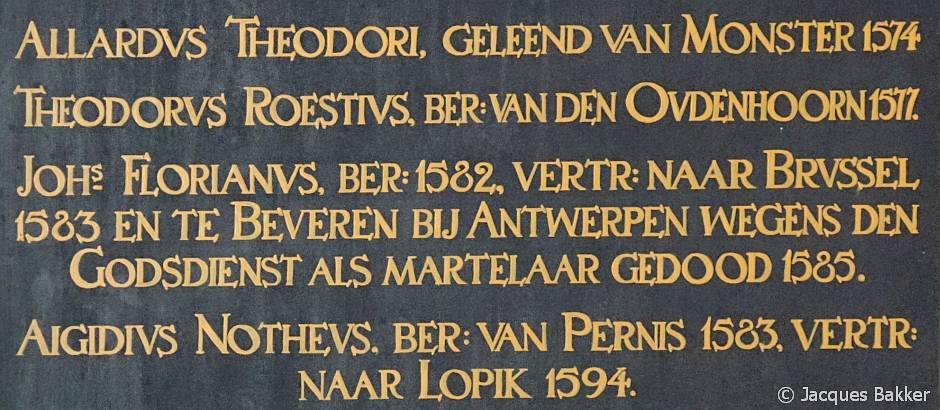 ALLARDVS THEODORI, GELEEND VAN MONSTER 1574
THEODORVS ROESTIVS, BER: VAN DEN OVDENHOORN 1577.
JOHS FLORIANVS, BER: 1582, VERTR: NAAR BRVSSEL
1583 EN TE BEVEREN BIJ ANTWERPEN WEGENS DEN
GODSDIENST ALS MARTELAAR GEDOOD 1585.
AIGIDIVS NOTHEVS. BER: VAN PERNIS 1583, VERTR:
NAAR LOPIK 1594.
© Jacques Bakker